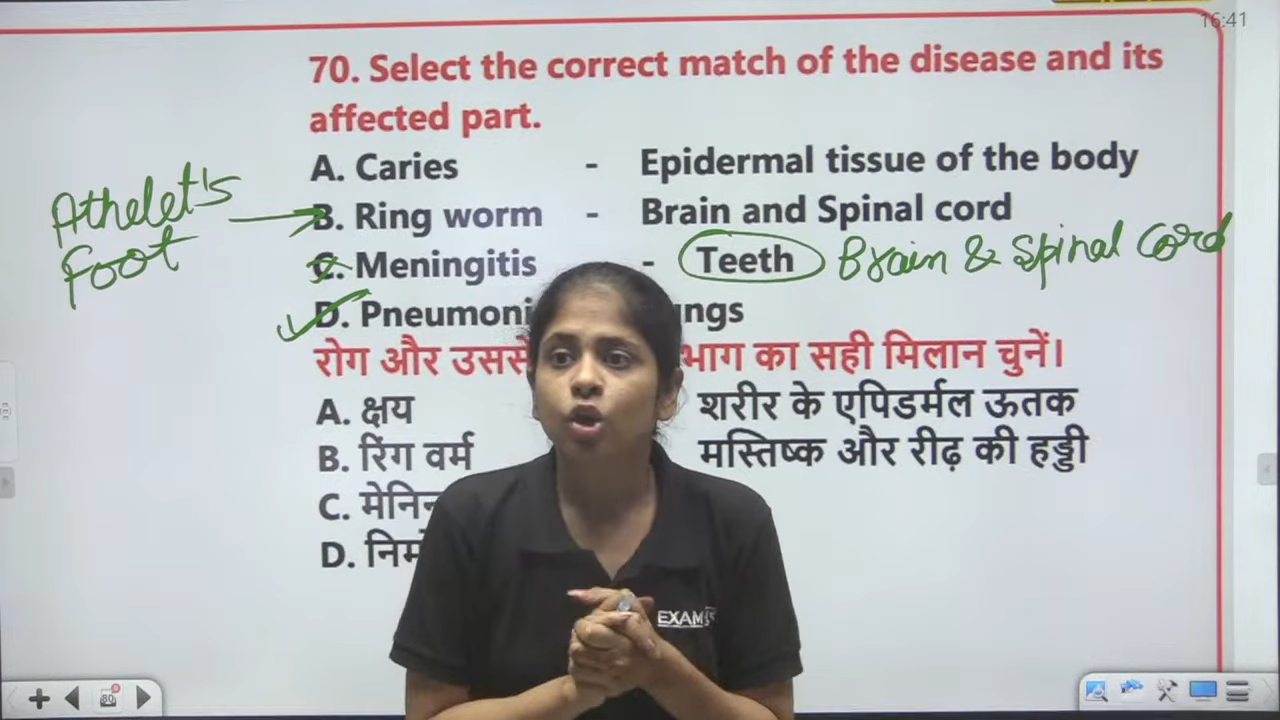 16:41
70. Select the correct match of the disease and its
affected part.
A. Caries - Epidermal tissue of the body
B. Ring worm - Brain and Spinal cord
C. Meningitis - Teeth Brain & Spinal Cord
D. Pneumoni ngs
Athelet's
Foot
रोग और उससे भाग का सही मिलान चुनें।
A. क्षय शरीर के एपिडर्मल ऊतक
B. रिंग वर्म मस्तिष्क और रीढ़ की हड्डी
C. मेनिन
D. निम
EXAM
80